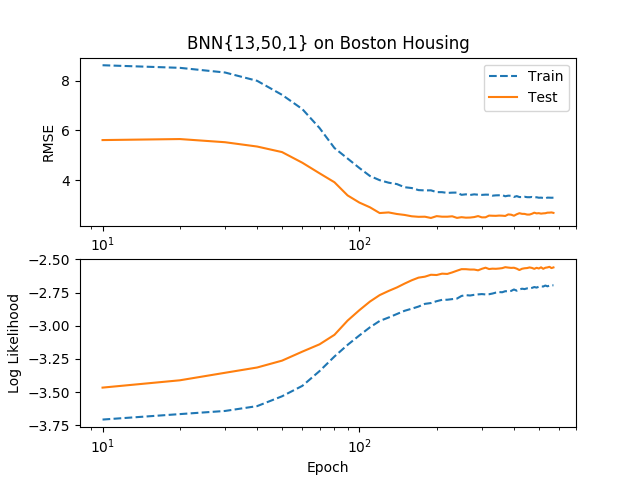 BNN{13,50,1} on Boston Housing
8
6
4
RMSE
Train
Test
10¹
10²
−2.50
−2.75
−3.00
−3.25
−3.50
−3.75
Log Likelihood
10¹
10²
Epoch